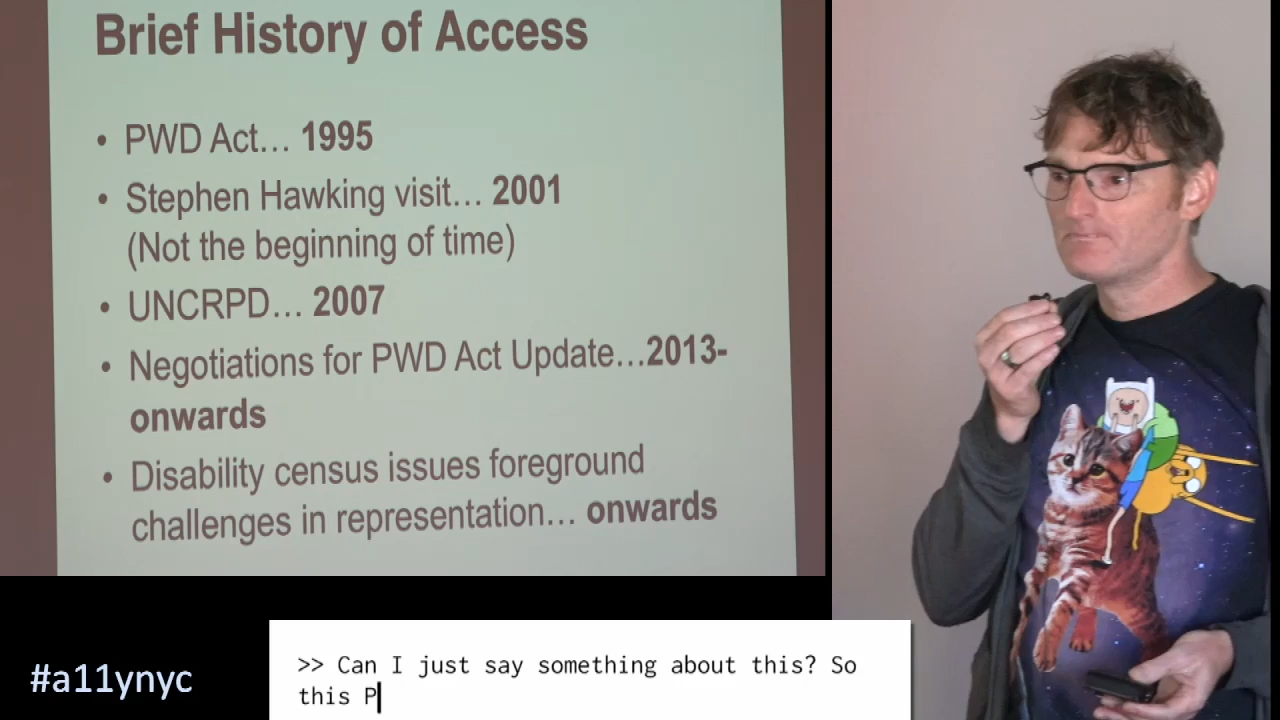 Brief History of Access
• PWD Act... 1995
• Stephen Hawking visit... 2001
(Not the beginning of time)
• UNCRPD... 2007
• Negotiations for PWD Act Update...2013-
onwards
• Disability census issues foreground
challenges in representation... onwards
#a11ynyc
>> Can I just say something about this? So
this P